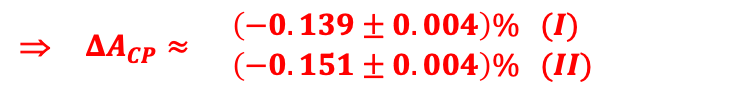 (−0.139 ± 0.004)% (I)
⇒ ΔA_CP ≈
(−0.151 ± 0.004)% (II)